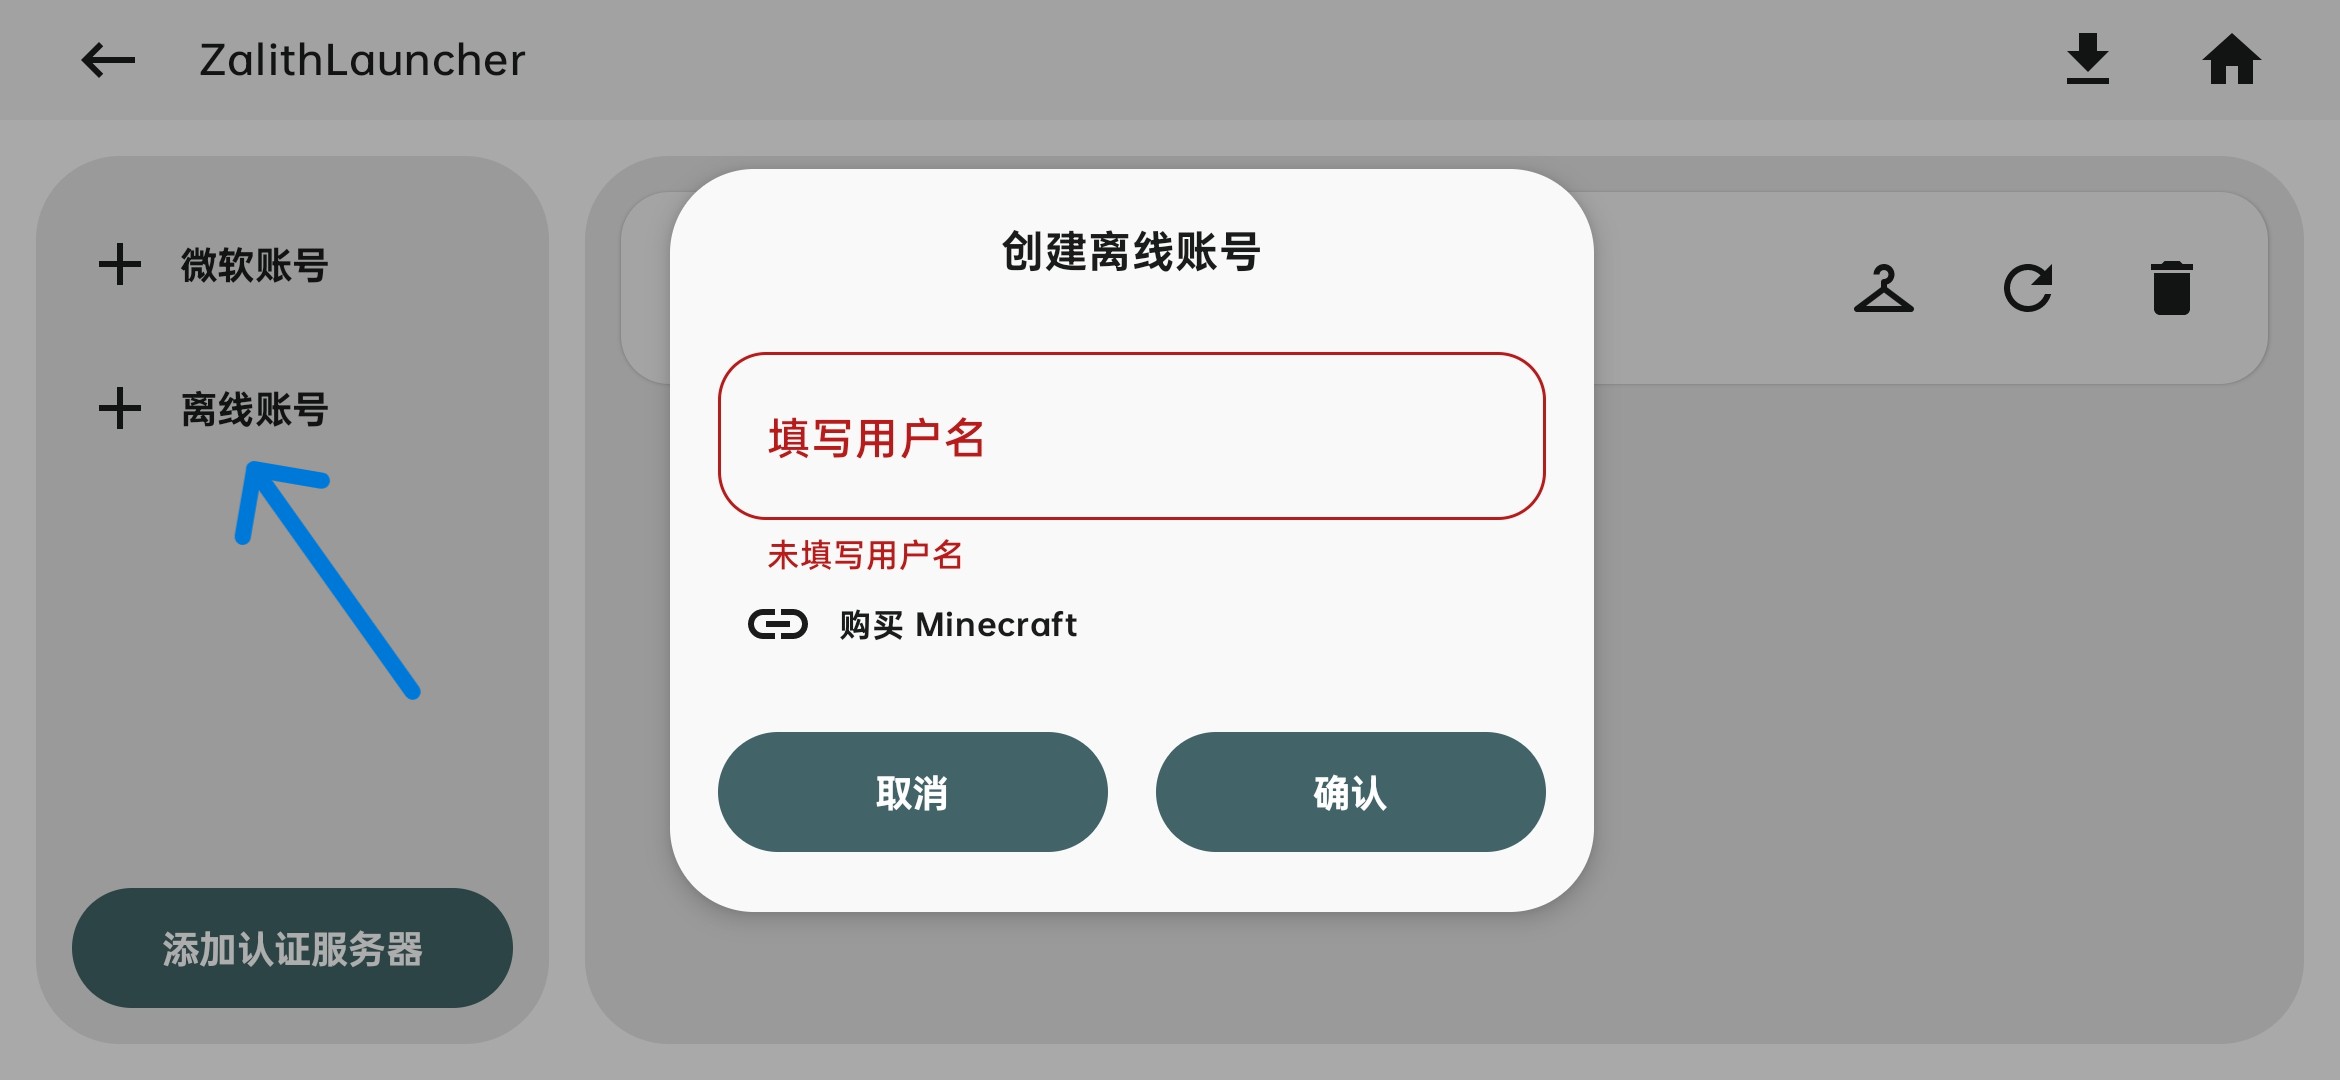 ZalithLauncher
微软账号
离线账号
添加认证服务器
创建离线账号
填写用户名
未填写用户名
购买 Minecraft
取消
确认